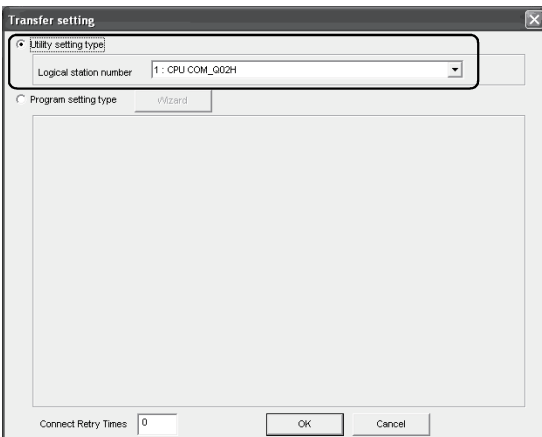 Transfer setting
Utility setting type
Logical station number 1 : CPU COM_Q02H
Program setting type Wizard
Connect Retry Times 0 OK Cancel